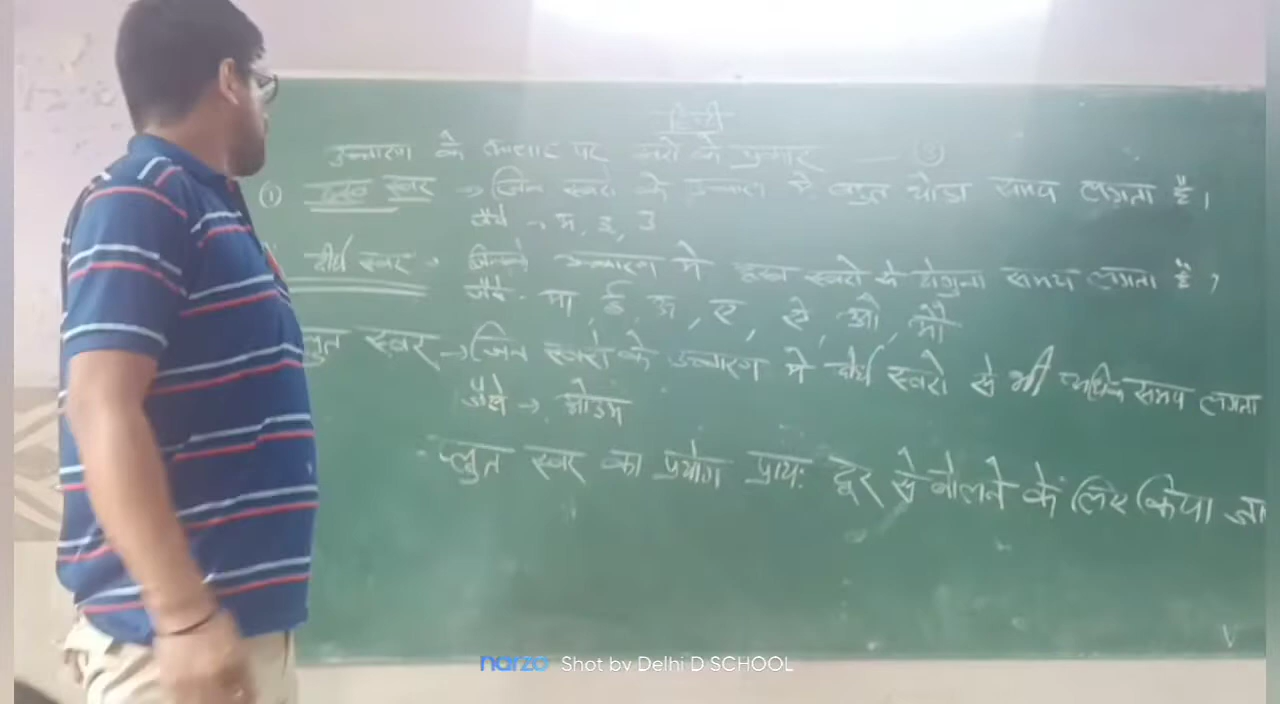 हिन्दी
उच्चारण के आधार पर स्वरों के प्रकार — ③
① ह्रस्व स्वर → जिन स्वरों के उच्चारण में बहुत थोडा समय लगता है।
जैसे → अ, इ, उ
दीर्घ स्वर → जिनके उच्चारण में ह्रस्व स्वरों से दोगुना समय लगता है,
जैसे - आ, ई, ऊ, ए, ऐ, ओ, औ
प्लुत स्वर → जिन स्वरों के उच्चारण में दीर्घ स्वरों से भी अधिक समय लगता
जैसे → ओउम
प्लुत स्वर का प्रयोग प्राय: दूर से बोलने के लिए किया जा
narzo Shot by Delhi D SCHOOL